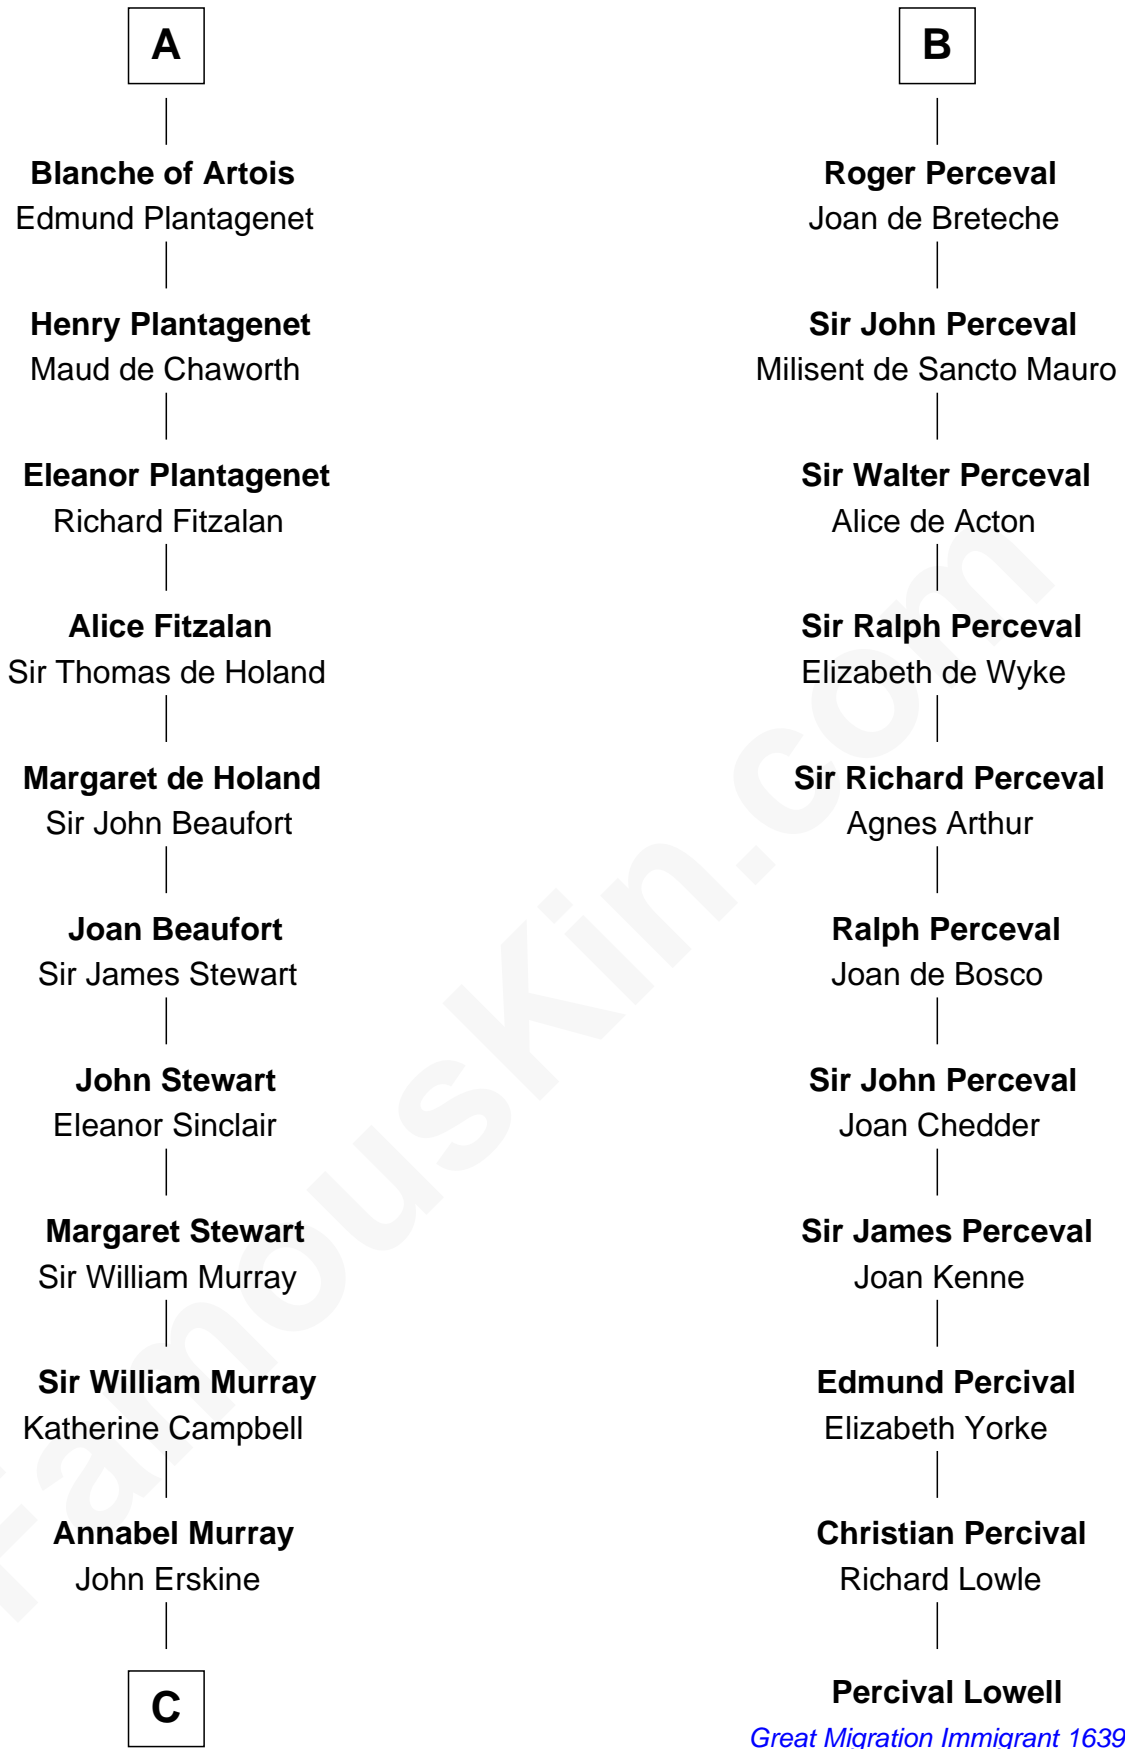 A
Blanche of Artois
Edmund Plantagenet
Henry Plantagenet
Maud de Chaworth
Eleanor Plantagenet
Richard Fitzalan
Alice Fitzalan
Sir Thomas de Holand
Margaret de Holand
Sir John Beaufort
Joan Beaufort
Sir James Stewart
John Stewart
Eleanor Sinclair
Margaret Stewart
Sir William Murray
Sir William Murray
Katherine Campbell
Annabel Murray
John Erskine
C
B
Roger Perceval
Joan de Breteche
Sir John Perceval
Milisent de Sancto Mauro
Sir Walter Perceval
Alice de Acton
Sir Ralph Perceval
Elizabeth de Wyke
Sir Richard Perceval
Agnes Arthur
Ralph Perceval
Joan de Bosco
Sir John Perceval
Joan Chedder
Sir James Perceval
Joan Kenne
Edmund Percival
Elizabeth Yorke
Christian Percival
Richard Lowle
Percival Lowell
Great Migration Immigrant 1639
FamousKin.com